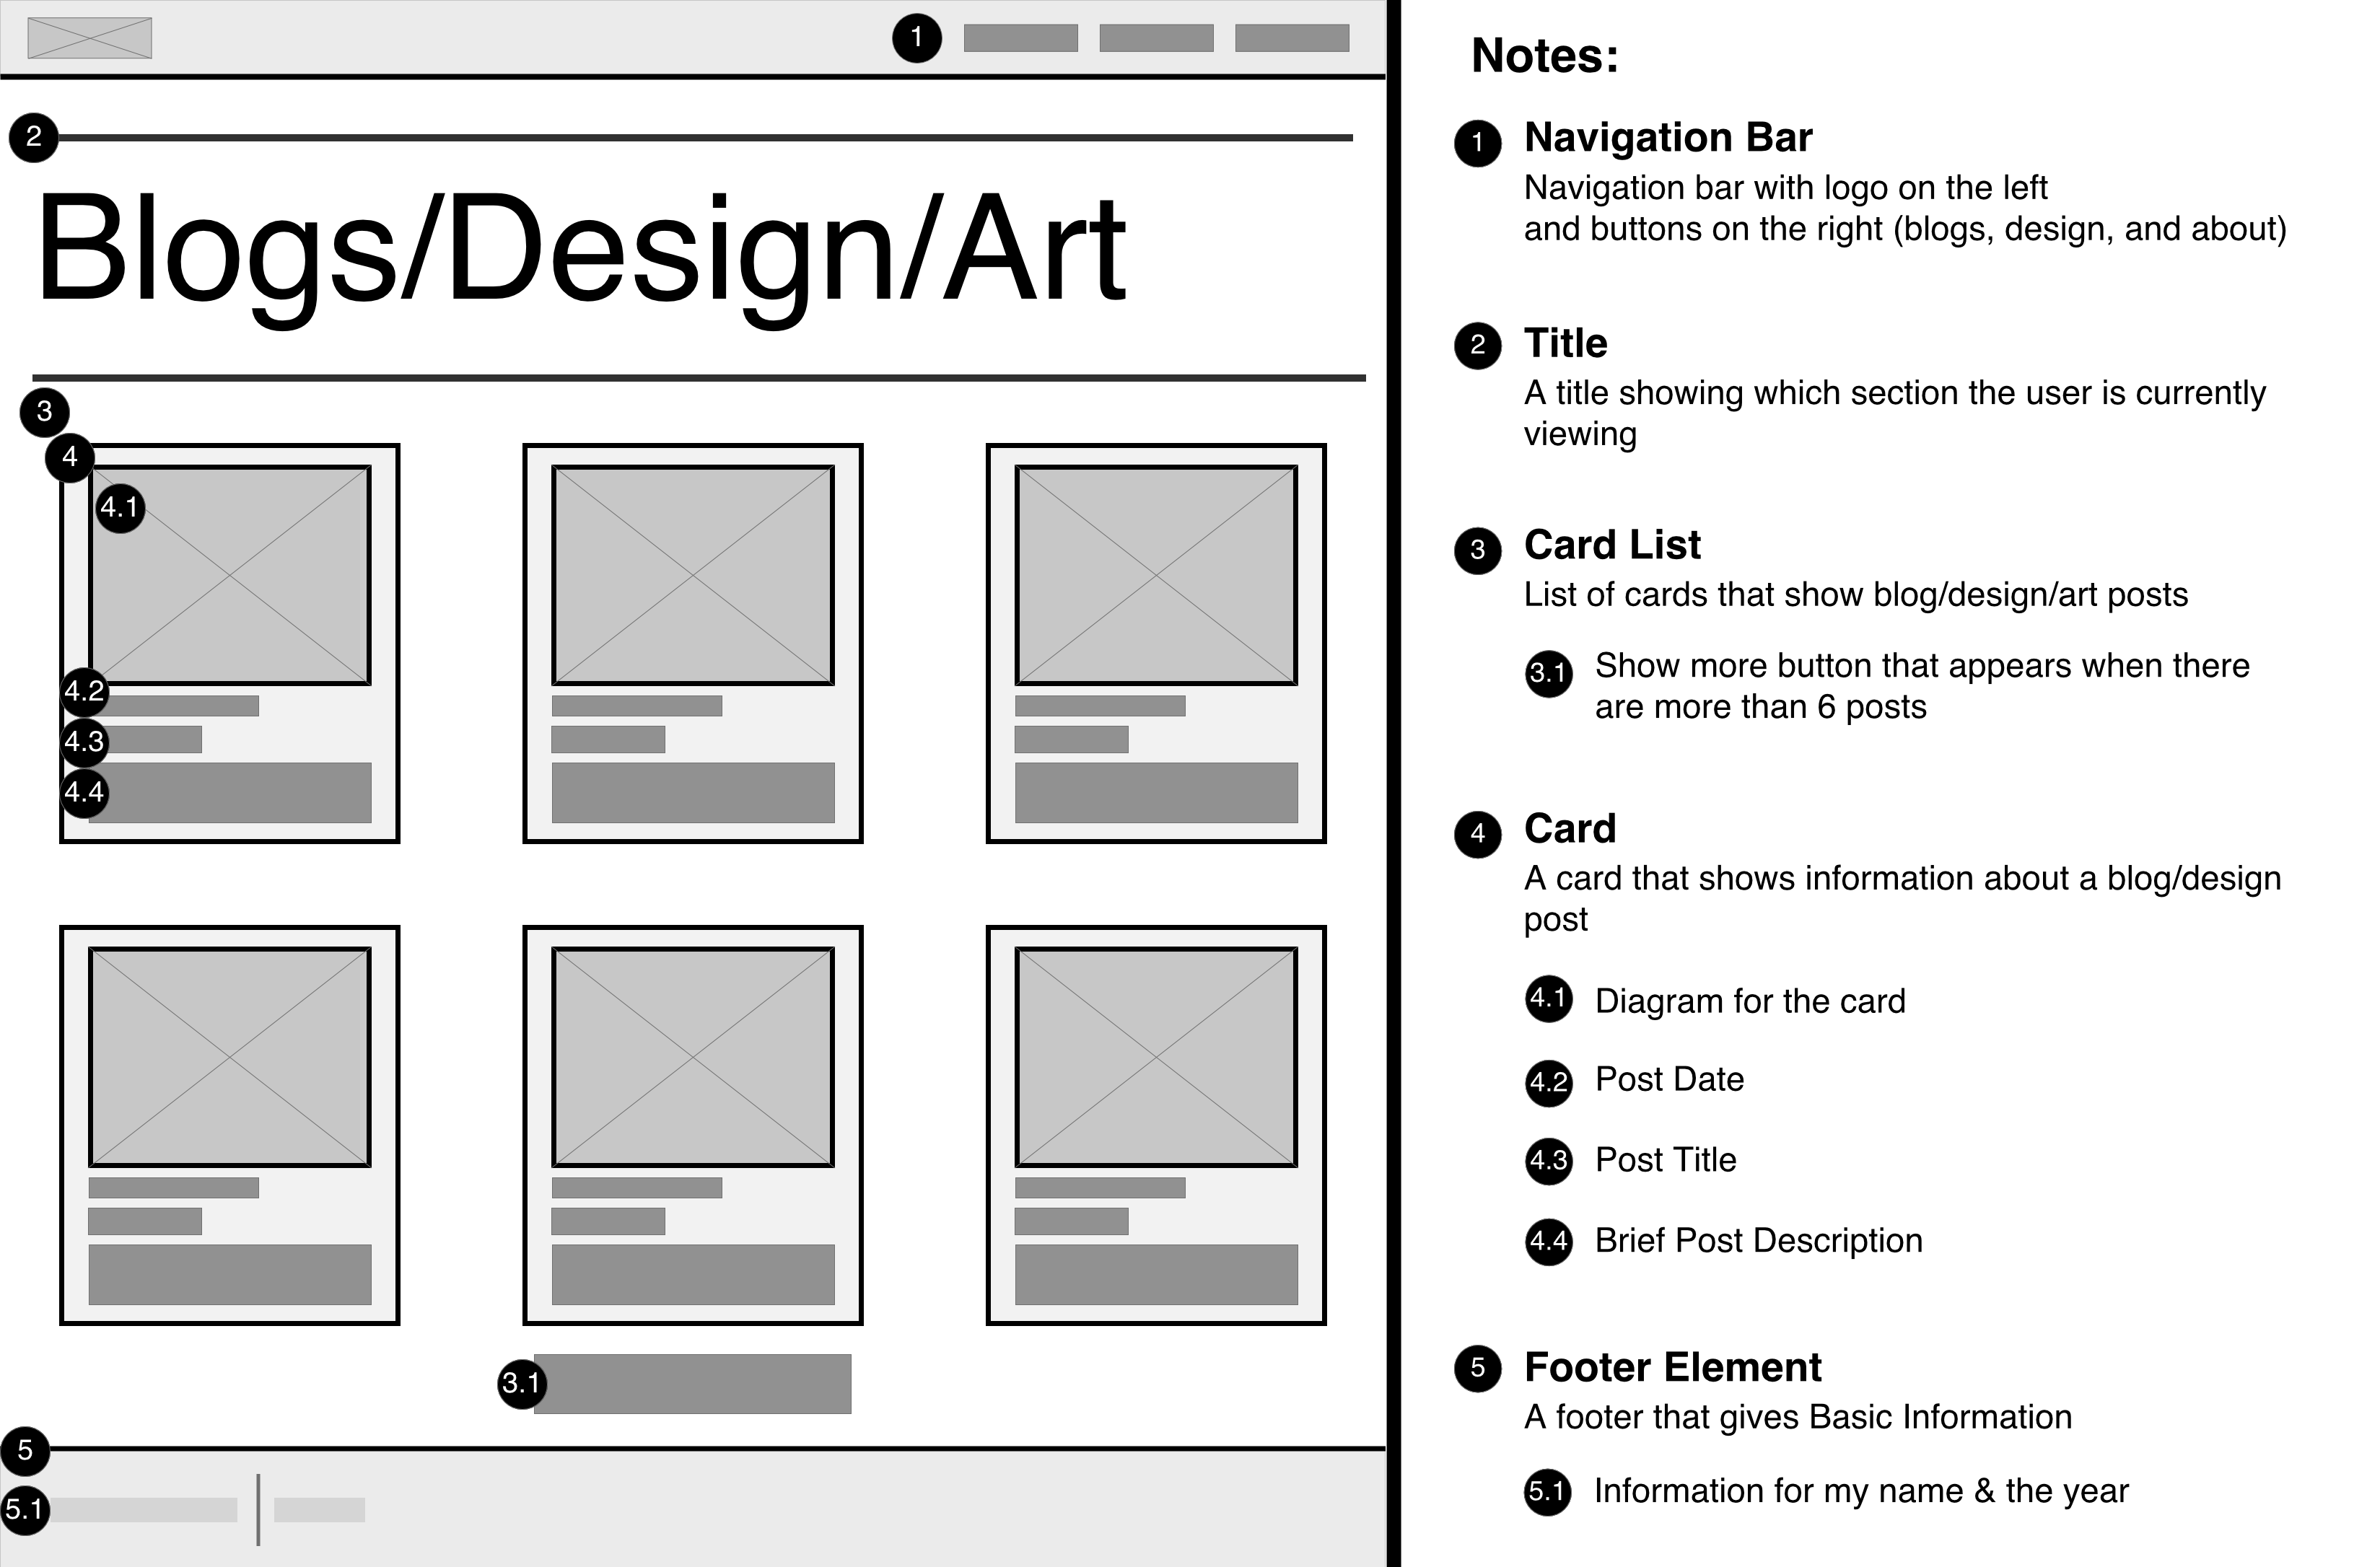 1
2
Blogs/Design/Art
3
4
4.1
4.2
4.3
4.4
3.1
5
5.1
Notes:
1 Navigation Bar
Navigation bar with logo on the left
and buttons on the right (blogs, design, and about)
2 Title
A title showing which section the user is currently
viewing
3 Card List
List of cards that show blog/design/art posts
3.1 Show more button that appears when there
are more than 6 posts
4 Card
A card that shows information about a blog/design
post
4.1 Diagram for the card
4.2 Post Date
4.3 Post Title
4.4 Brief Post Description
5 Footer Element
A footer that gives Basic Information
5.1 Information for my name & the year